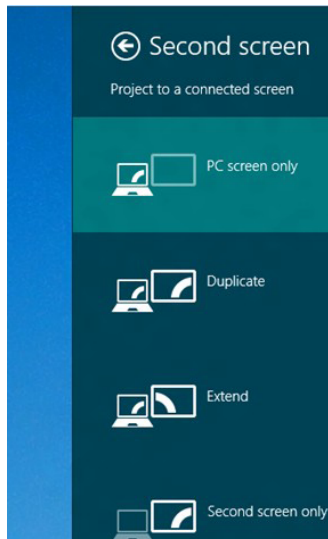 Second screen
Project to a connected screen
PC screen only
Duplicate
Extend
Second screen only